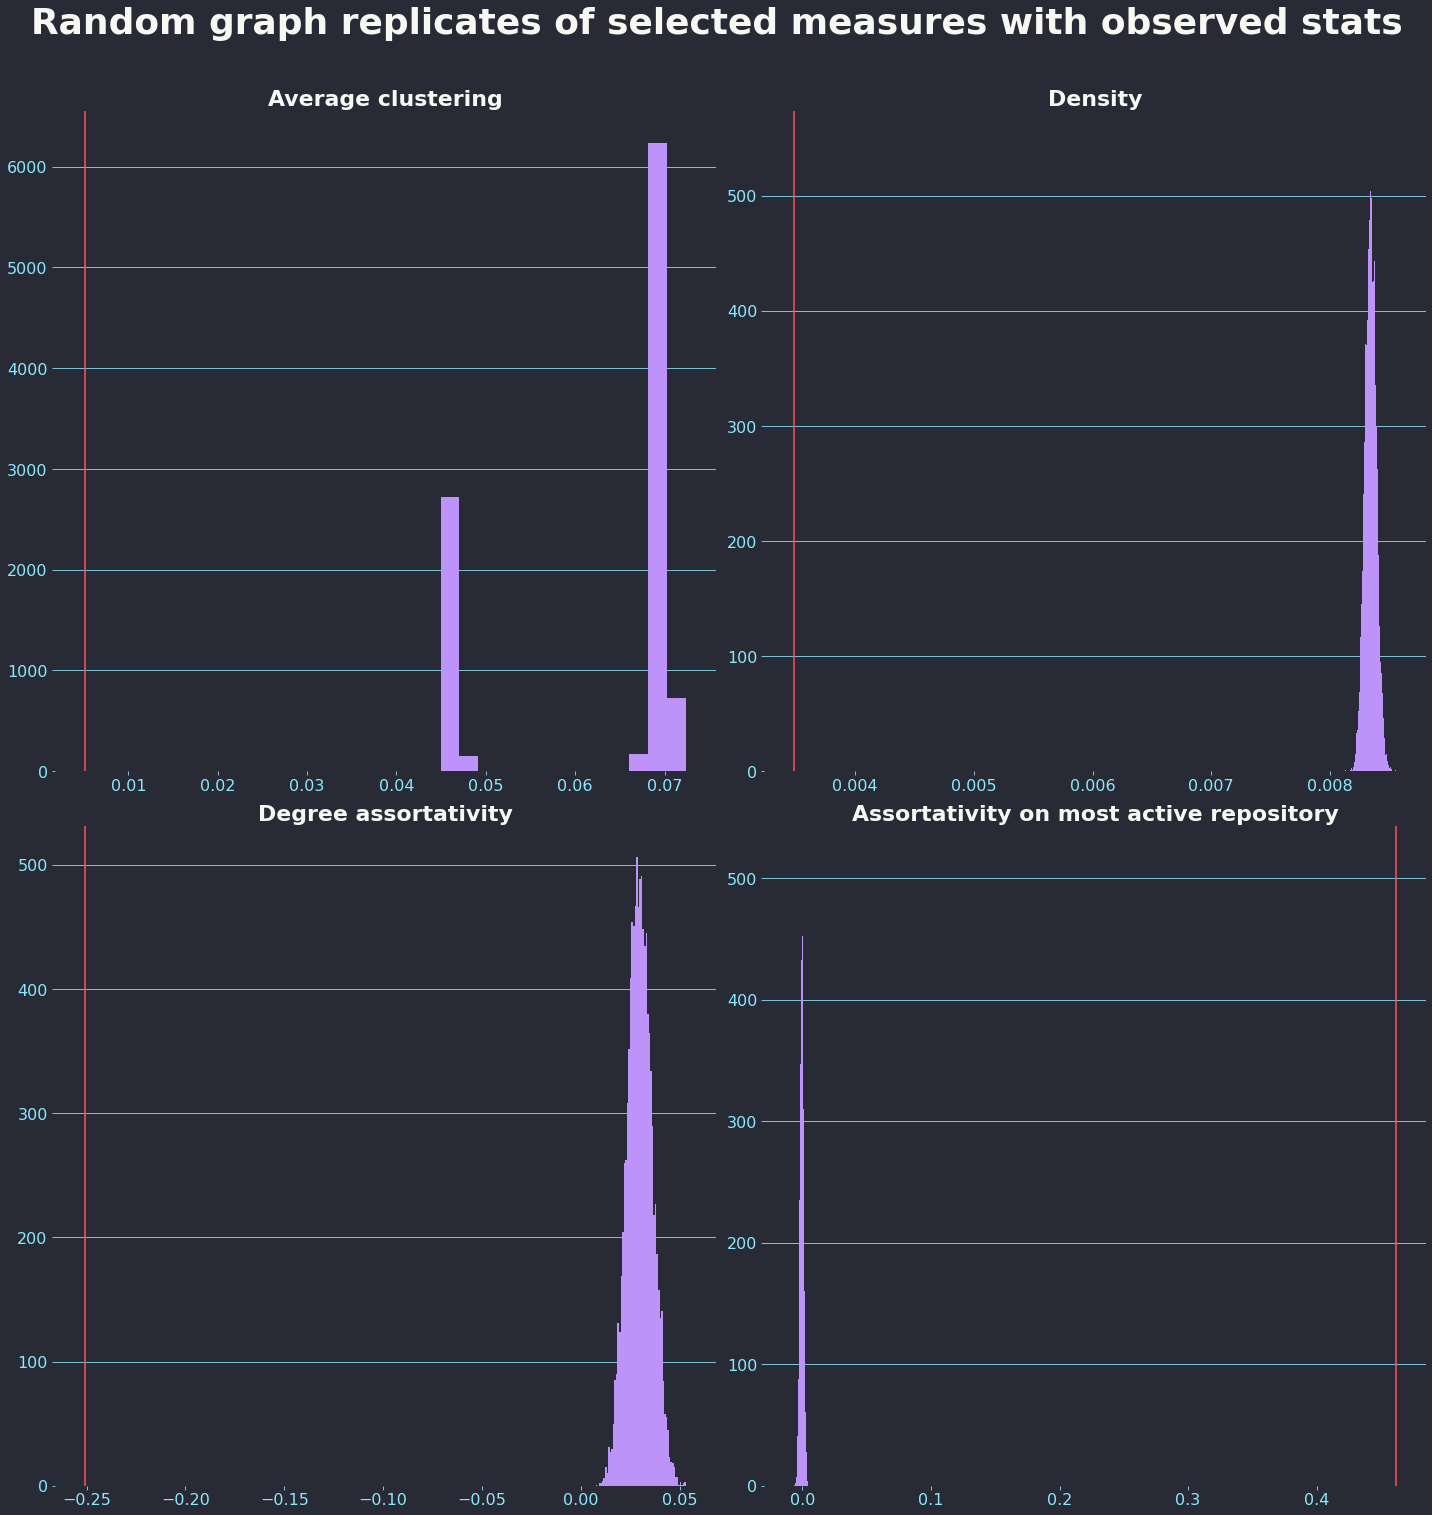 Random graph replicates of selected measures with observed stats
Average clustering
6000
5000
4000
3000
2000
1000
0
0.01 0.02 0.03 0.04 0.05 0.06 0.07
Density
500
400
300
200
100
0
0.004 0.005 0.006 0.007 0.008
Degree assortativity
500
400
300
200
100
0
−0.25 −0.20 −0.15 −0.10 −0.05 0.00 0.05
Assortativity on most active repository
500
400
300
200
100
0
0.0 0.1 0.2 0.3 0.4